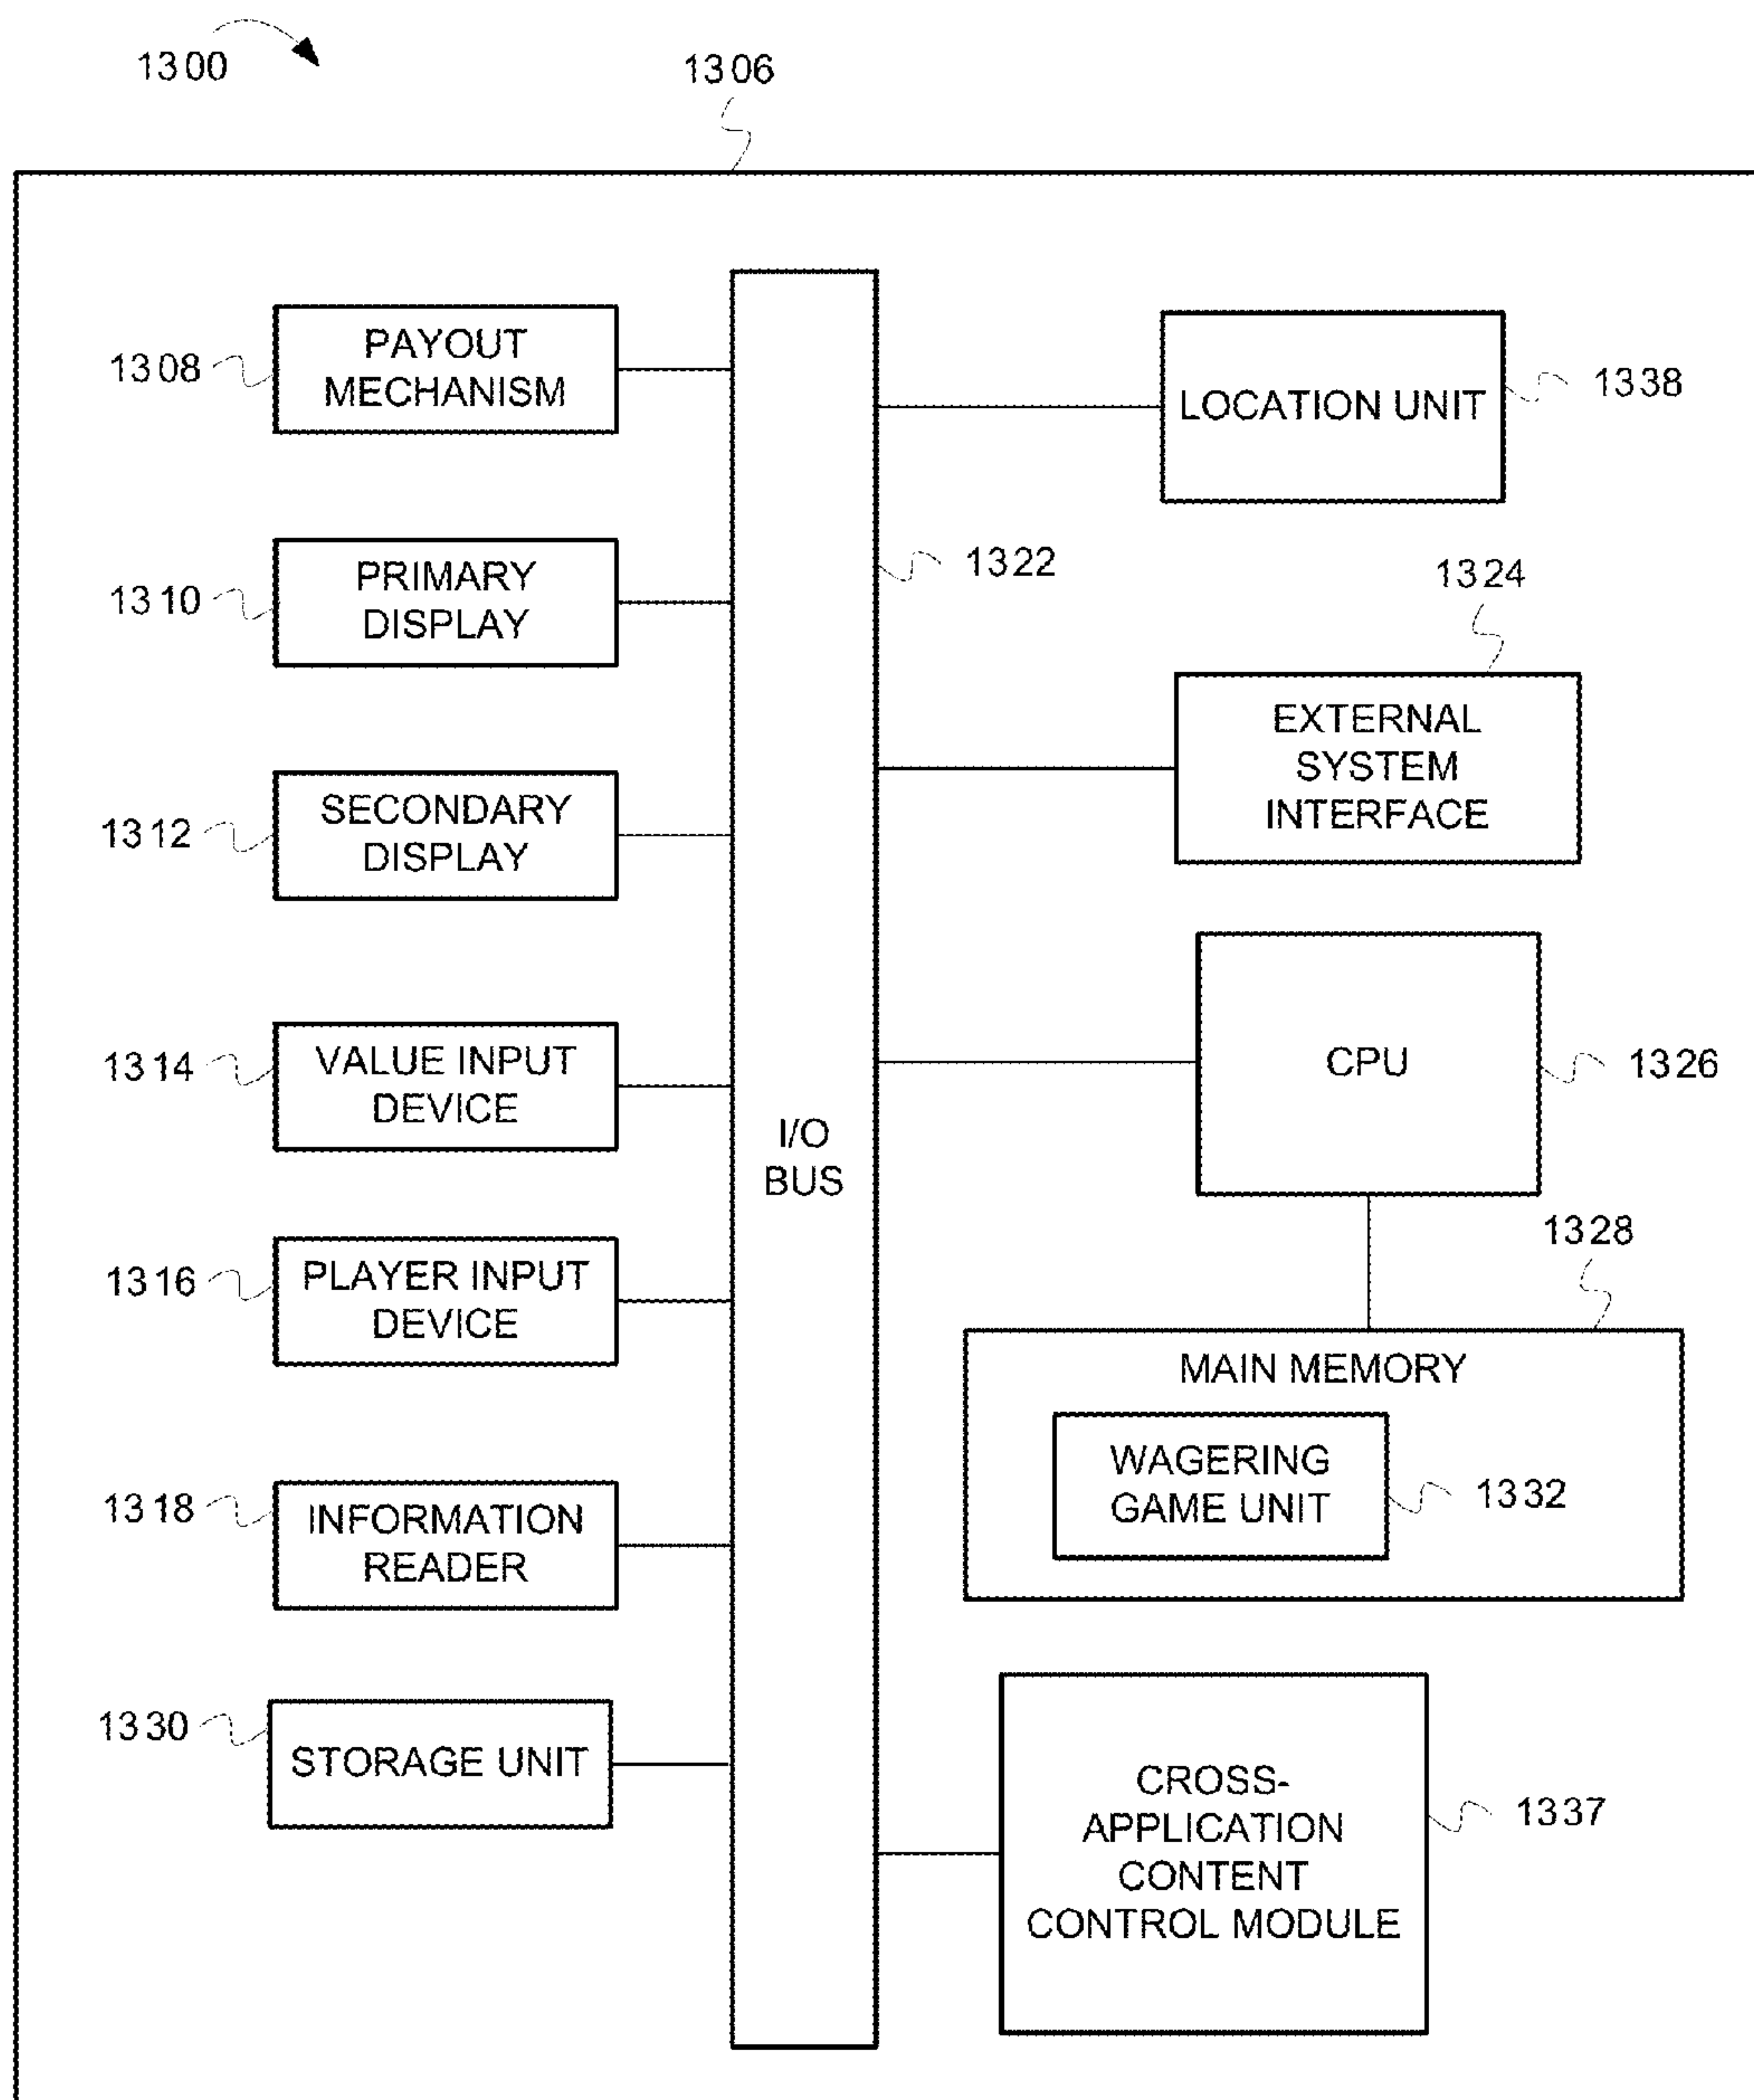 1300
1306
1308
PAYOUT
MECHANISM
1310
PRIMARY
DISPLAY
1312
SECONDARY
DISPLAY
1314
VALUE INPUT
DEVICE
1316
PLAYER INPUT
DEVICE
1318
INFORMATION
READER
1330
STORAGE UNIT
I/O
BUS
1322
LOCATION UNIT
1338
1324
EXTERNAL
SYSTEM
INTERFACE
CPU
1326
1328
MAIN MEMORY
WAGERING
GAME UNIT
1332
CROSS-
APPLICATION
CONTENT
CONTROL MODULE
1337